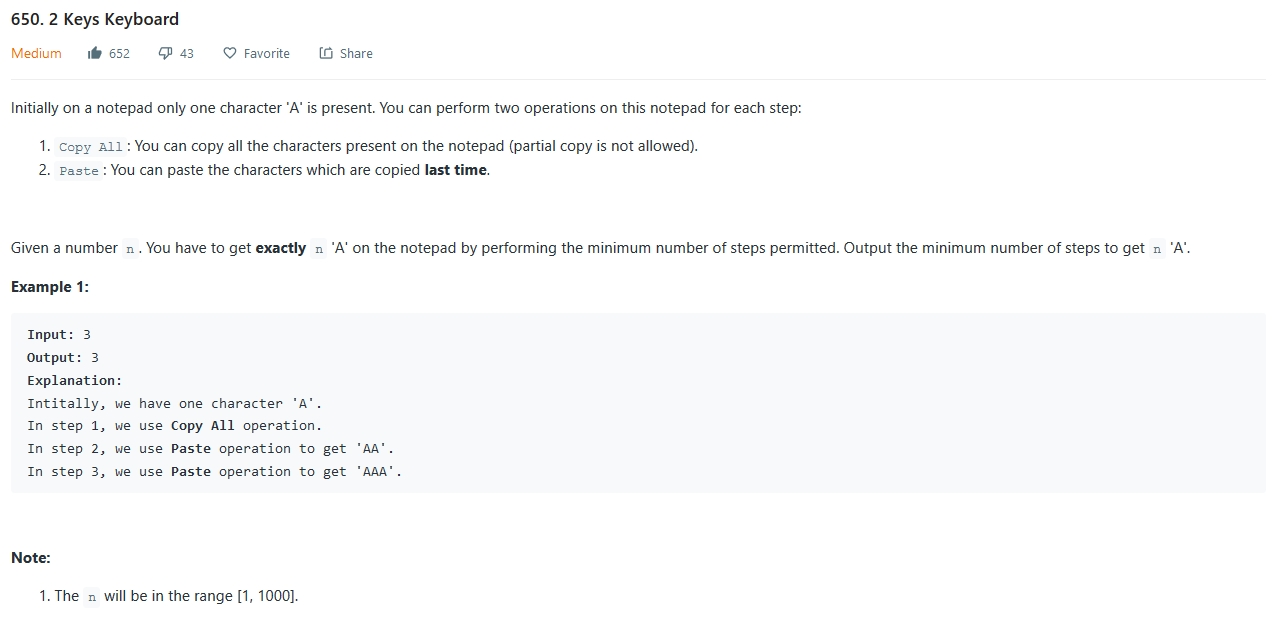 650. 2 Keys Keyboard
Medium 652 43 Favorite Share
Initially on a notepad only one character 'A' is present. You can perform two operations on this notepad for each step:
1. Copy All : You can copy all the characters present on the notepad (partial copy is not allowed).
2. Paste : You can paste the characters which are copied last time.
Given a number n . You have to get exactly n 'A' on the notepad by performing the minimum number of steps permitted. Output the minimum number of steps to get n 'A'.
Example 1:
Input: 3
Output: 3
Explanation:
Intitally, we have one character 'A'.
In step 1, we use Copy All operation.
In step 2, we use Paste operation to get 'AA'.
In step 3, we use Paste operation to get 'AAA'.
Note:
1. The n will be in the range [1, 1000].